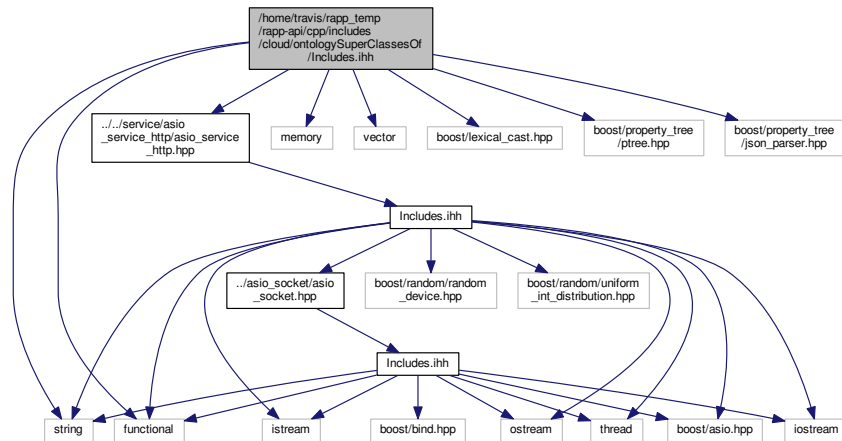 /home/travis/rapp_temp
/rapp-api/cpp/includes
/cloud/ontologySuperClassesOf
/Includes.ihh
../../service/asio
_service_http/asio_service
_http.hpp
memory
vector
boost/lexical_cast.hpp
boost/property_tree
/ptree.hpp
boost/property_tree
/json_parser.hpp
Includes.ihh
../asio_socket/asio
_socket.hpp
boost/random/random
_device.hpp
boost/random/uniform
_int_distribution.hpp
Includes.ihh
string
functional
istream
boost/bind.hpp
ostream
thread
boost/asio.hpp
iostream